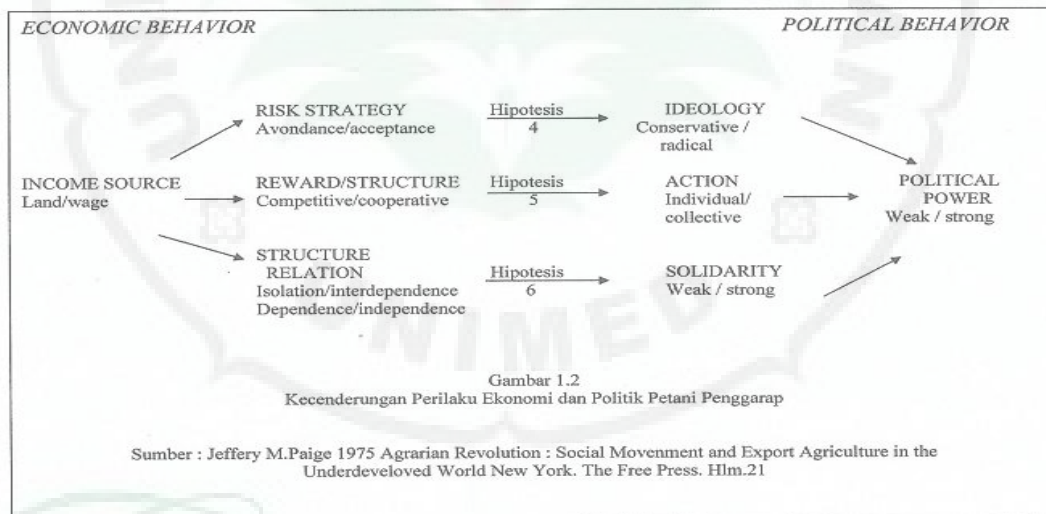 ECONOMIC BEHAVIOR
POLITICAL BEHAVIOR
RISK STRATEGY
Avondance/acceptance
Hipotesis
4
IDEOLOGY
Conservative /
radical
INCOME SOURCE
Land/wage
REWARD/STRUCTURE
Competitive/cooperative
Hipotesis
5
ACTION
Individual/
collective
POLITICAL
POWER
Weak / strong
STRUCTURE
RELATION
Isolation/interdependence
Dependence/independence
Hipotesis
6
SOLIDARITY
Weak / strong
UNIMED
Gambar 1.2
Kecenderungan Perilaku Ekonomi dan Politik Petani Penggarap
Sumber : Jeffery M.Paige 1975 Agrarian Revolution : Social Movenment and Export Agriculture in the
Underdeveloved World New York. The Free Press. Hlm.21